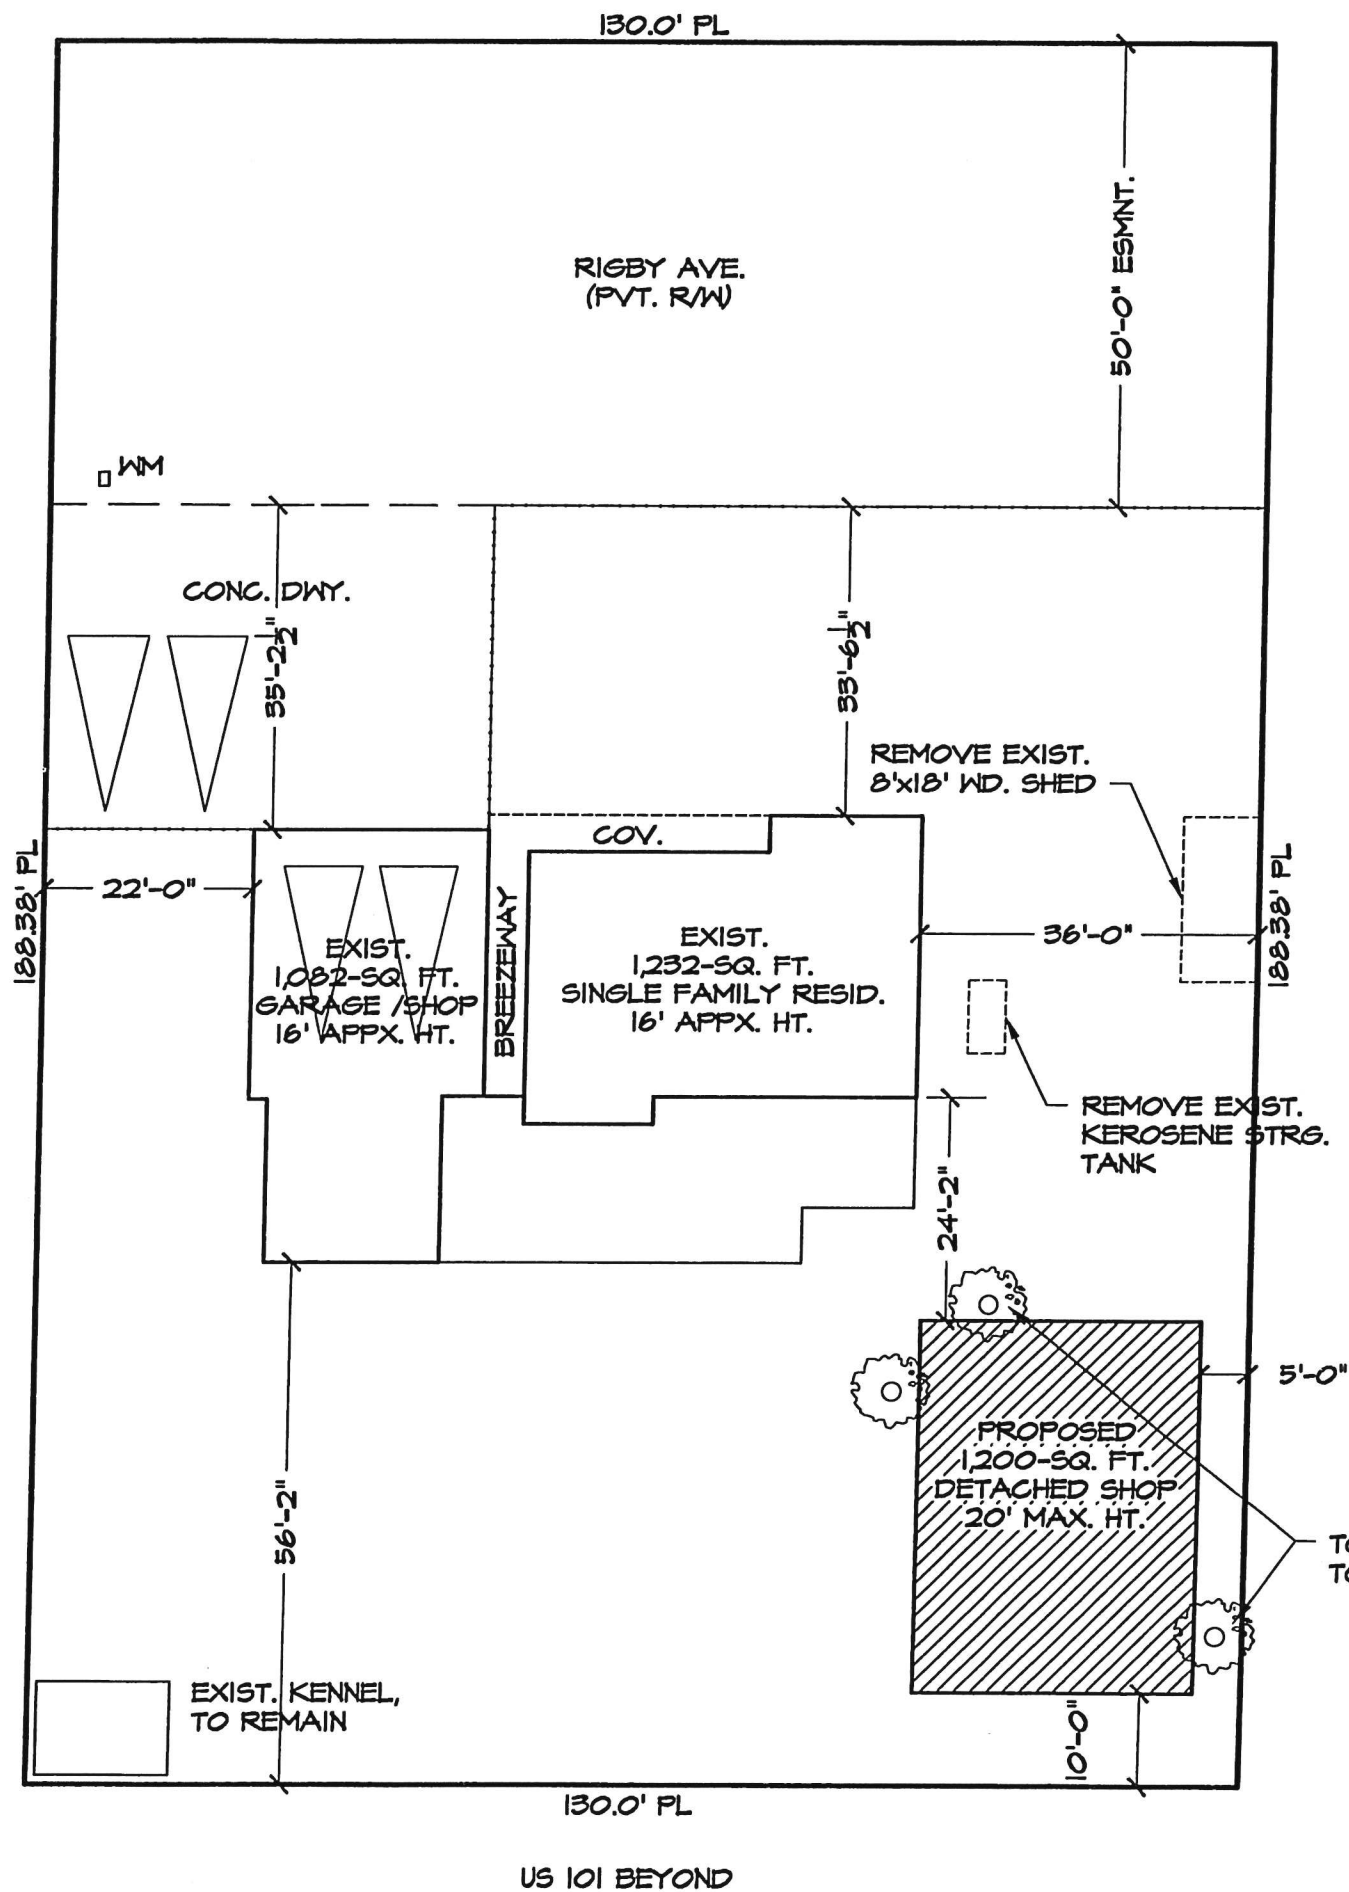 130.0' PL
50'-0" ESMNT.
RIGBY AVE.
(PVT. R/W)
WM
CONC. DWY.
35'-2½"
33'-6½"
REMOVE EXIST.
8'x18' WD. SHED
COV.
188.38' PL
22'-0"
EXIST.
1,082-SQ. FT.
GARAGE /SHOP
16' APPX. HT.
BREEZEWAY
EXIST.
1,232-SQ. FT.
SINGLE FAMILY RESID.
16' APPX. HT.
36'-0"
188.38' PL
REMOVE EXIST.
KEROSENE STRG.
TANK
24'-2"
5'-0"
PROPOSED
1,200-SQ. FT.
DETACHED SHOP
20' MAX. HT.
56'-2"
EXIST. KENNEL,
TO REMAIN
10'-0"
130.0' PL
US 101 BEYOND